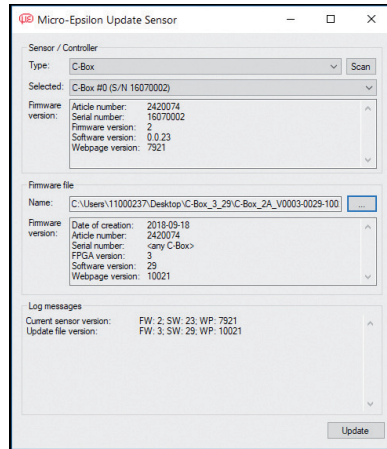 Micro-Epsilon Update Sensor
Sensor / Controller
Type: C-Box Scan
Selected: C-Box #0 (S/N 16070002)
Firmware version:
Article number: 2420074
Serial number: 16070002
Firmware version: 2
Software version: 0.0.23
Webpage version: 7921
Firmware file
Name: C:\Users\11000237\Desktop\C-Box_3_29\C-Box_2A_V0003-0029-100 ...
Firmware version:
Date of creation: 2018-09-18
Article number: 2420074
Serial number: <any C-Box>
FPGA version: 3
Software version: 29
Webpage version: 10021
Log messages
Current sensor version: FW: 2; SW: 23; WP: 7921
Update file version: FW: 3; SW: 29; WP: 10021
Update